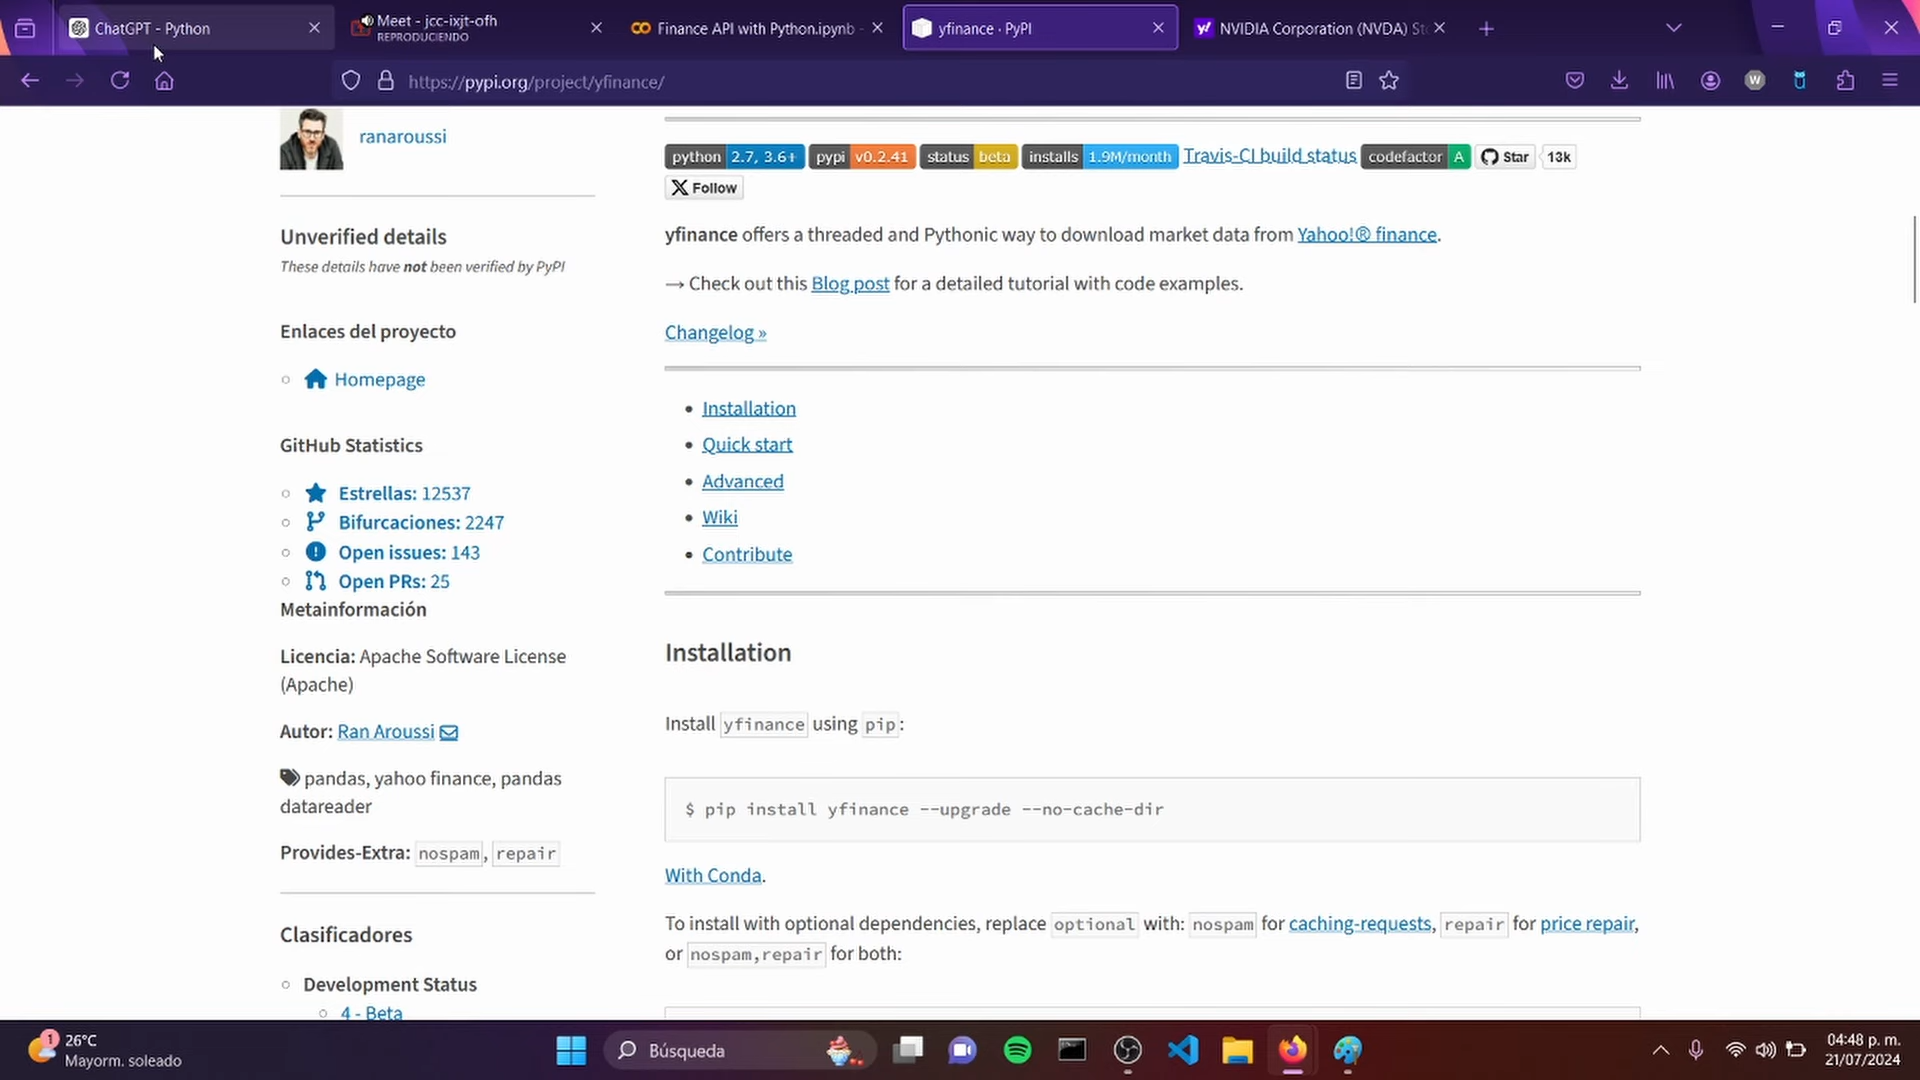 ChatGPT - Python
Meet - jcc-ixjt-ofh
REPRODUCIENDO
Finance API with Python.ipynb -
yfinance · PyPI
NVIDIA Corporation (NVDA) Sto
https://pypi.org/project/yfinance/
W
ranaroussi
Unverified details
These details have not been verified by PyPI
Enlaces del proyecto
Homepage
GitHub Statistics
Estrellas: 12537
Bifurcaciones: 2247
Open issues: 143
Open PRs: 25
Metainformación
Licencia: Apache Software License
(Apache)
Autor: Ran Aroussi
pandas, yahoo finance, pandas
datareader
Provides-Extra: nospam, repair
Clasificadores
Development Status
4 - Beta
python 2.7, 3.6+ pypi v0.2.41 status beta installs 1.9M/month Travis-CI build status codefactor A Star 13k
X Follow
yfinance offers a threaded and Pythonic way to download market data from Yahoo!® finance.
→ Check out this Blog post for a detailed tutorial with code examples.
Changelog »
Installation
Quick start
Advanced
Wiki
Contribute
Installation
Install yfinance using pip:
$ pip install yfinance --upgrade --no-cache-dir
With Conda.
To install with optional dependencies, replace optional with: nospam for caching-requests, repair for price repair,
or nospam,repair for both:
1
26°C
Mayorm. soleado
Búsqueda
04:48 p. m.
21/07/2024